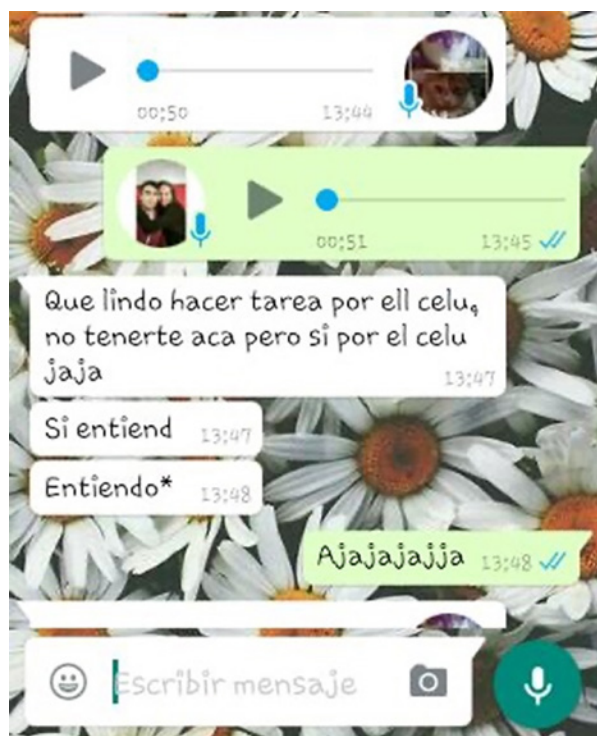 00:50 13:44
00:51 13:45
Que lindo hacer tarea por ell celu,
no tenerte aca pero si por el celu
jaja
13:47
Si entiend 13:47
Entiendo* 13:48
Ajajajajja 13:48
Escribir mensaje